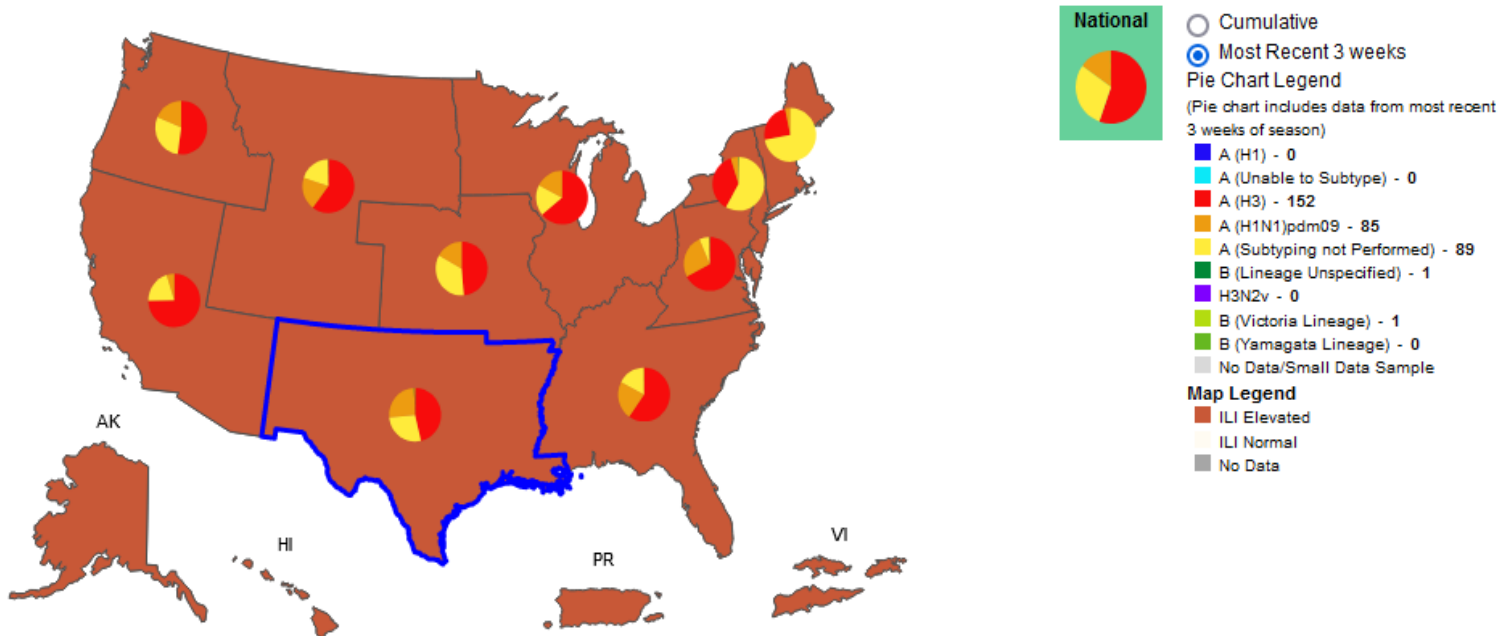 National
Cumulative
Most Recent 3 weeks
Pie Chart Legend
(Pie chart includes data from most recent
3 weeks of season)
A (H1) - 0
A (Unable to Subtype) - 0
A (H3) - 152
A (H1N1)pdm09 - 85
A (Subtyping not Performed) - 89
B (Lineage Unspecified) - 1
H3N2v - 0
B (Victoria Lineage) - 1
B (Yamagata Lineage) - 0
No Data/Small Data Sample
Map Legend
ILI Elevated
ILI Normal
No Data
AK
HI
PR
VI